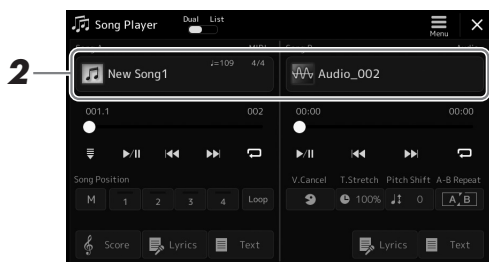 Song Player
Dual List
Menu
Song A MIDI
Song B Audio
2
New Song1
♩=109 4/4
Audio_002
001.1 002
00:00 00:00
Song Position
V.Cancel T.Stretch Pitch Shift A-B Repeat
M 1 2 3 4 Loop
100% 0 A B
Score Lyrics Text
Lyrics Text